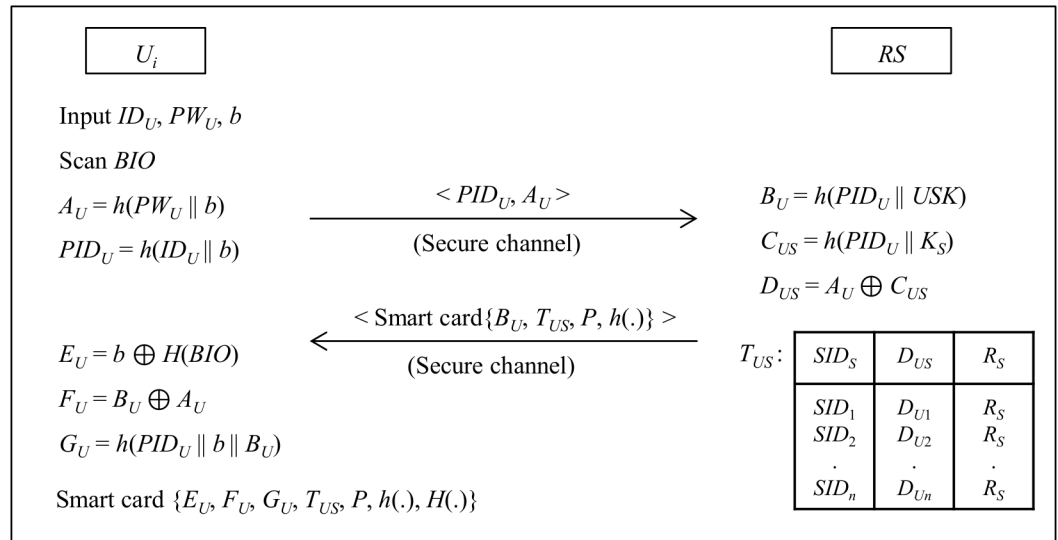 U_i
RS
Input ID_U, PW_U, b
Scan BIO
A_U = h(PW_U || b)
PID_U = h(ID_U || b)
< PID_U, A_U >
(Secure channel)
B_U = h(PID_U || USK)
C_US = h(PID_U || K_S)
D_US = A_U ⊕ C_US
< Smart card{B_U, T_US, P, h(.)} >
(Secure channel)
E_U = b ⊕ H(BIO)
F_U = B_U ⊕ A_U
G_U = h(PID_U || b || B_U)
Smart card {E_U, F_U, G_U, T_US, P, h(.), H(.)}
T_US: SID_S D_US R_S
SID_1 D_U1 R_S
SID_2 D_U2 R_S
. . .
SID_n D_Un R_S